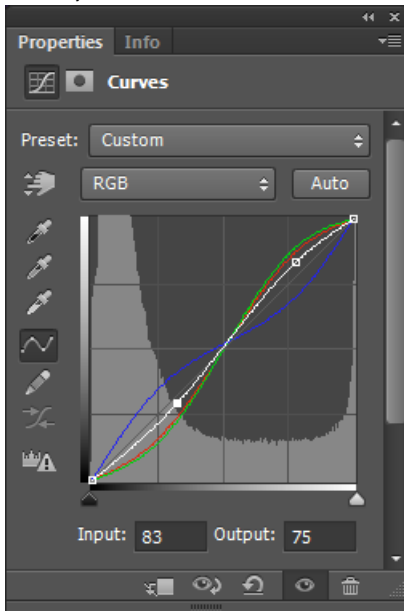 Properties Info
Curves
Preset: Custom
RGB Auto
Input: 83 Output: 75